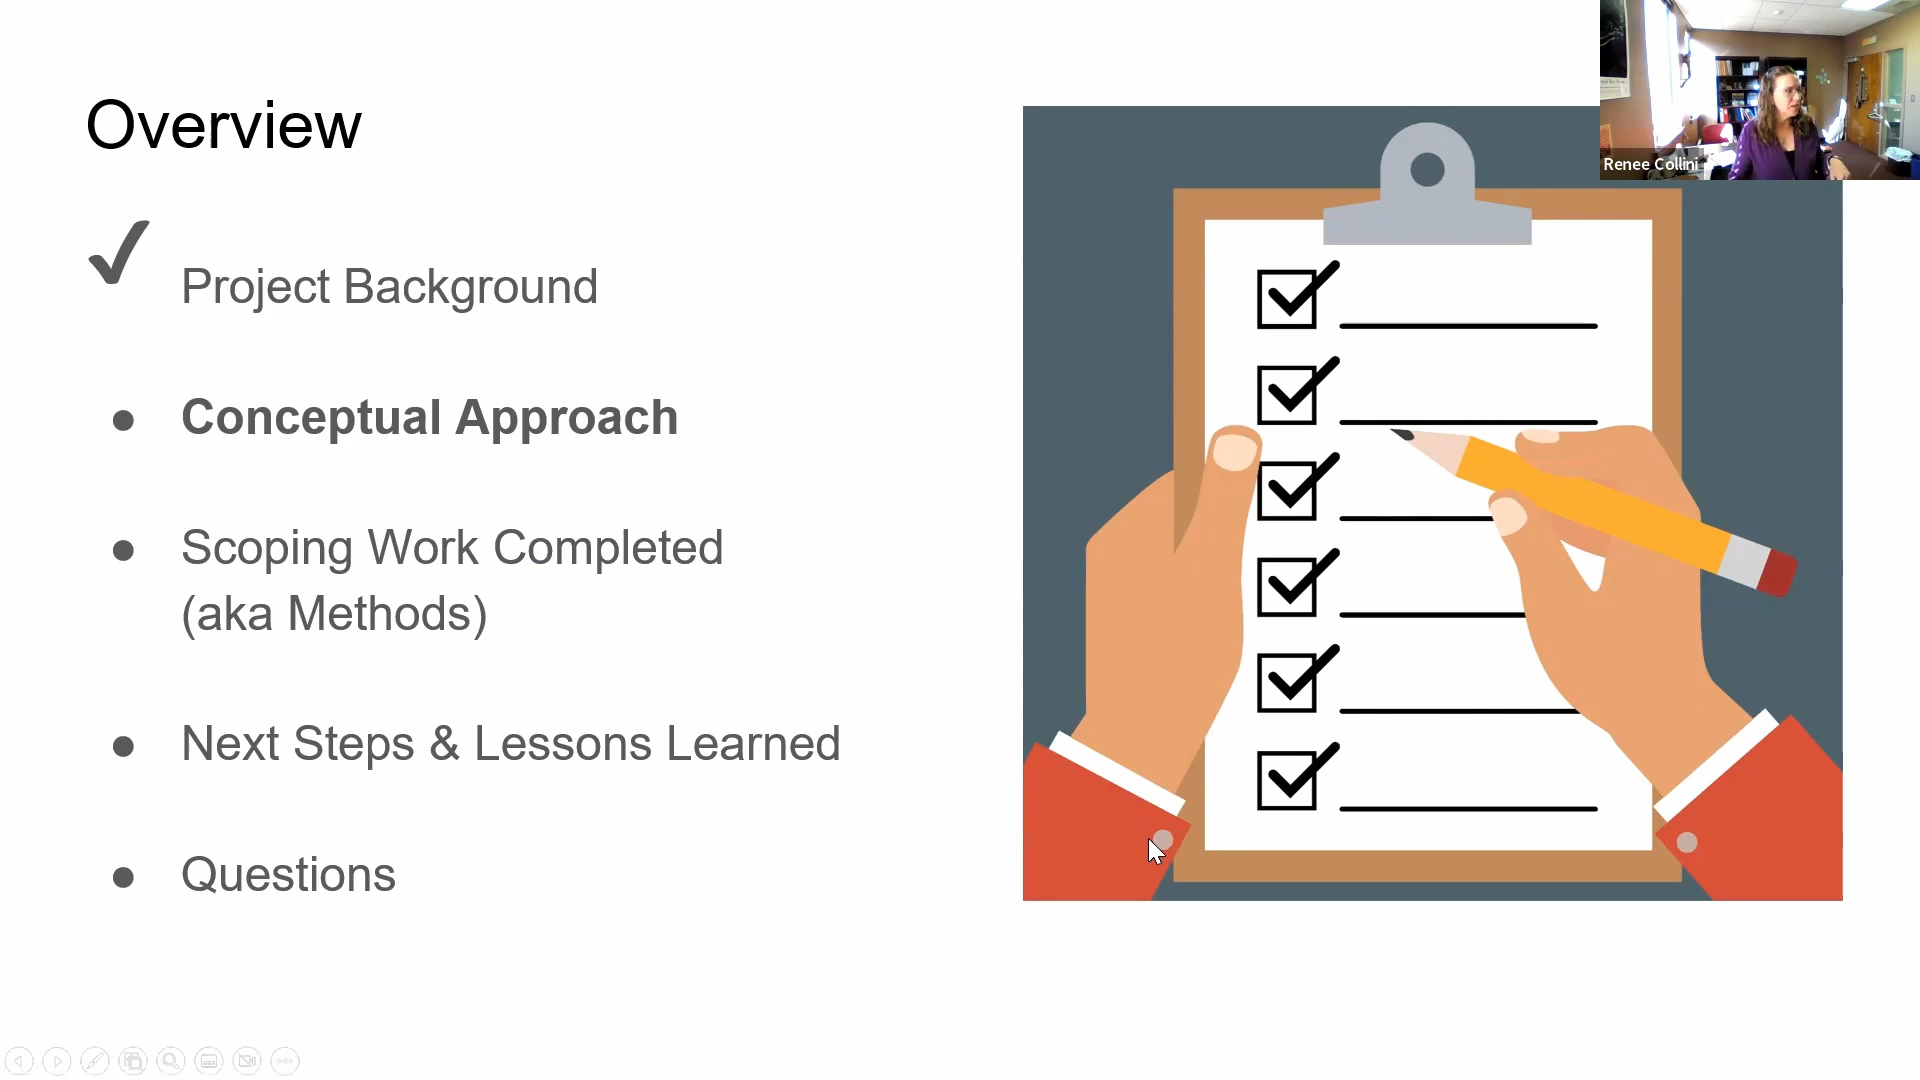 Overview
Project Background
Conceptual Approach
Scoping Work Completed
(aka Methods)
Next Steps & Lessons Learned
Questions
Renee Collini